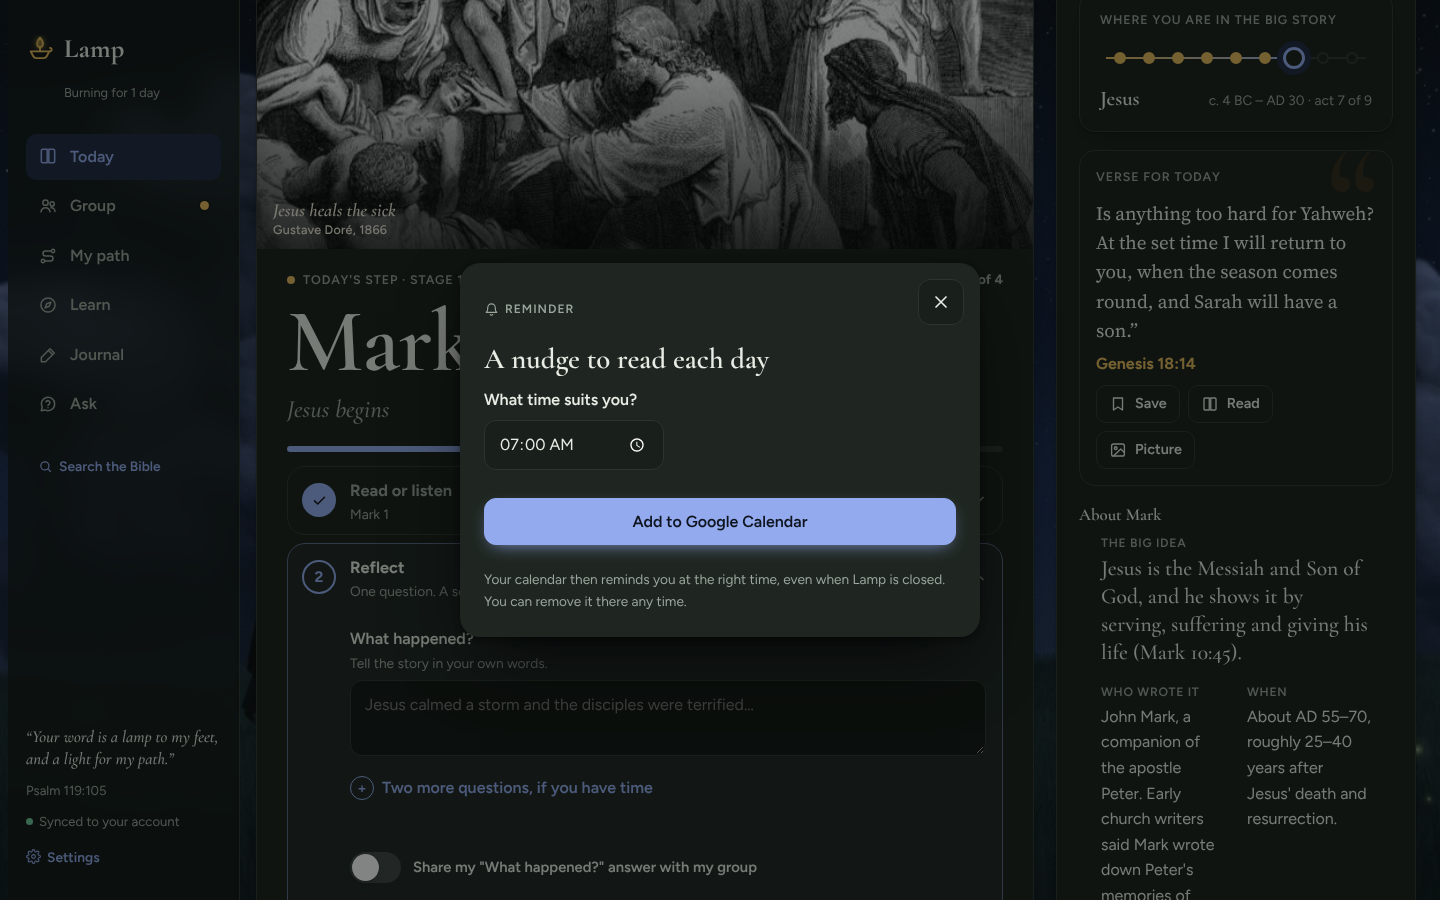 Lamp
Burning for 1 day
Today
Group
My path
Learn
Journal
Ask
Search the Bible
“Your word is a lamp to my feet,
and a light for my path.”
Psalm 119:105
Synced to your account
Settings
Jesus heals the sick
Gustave Doré, 1866
TODAY'S STEP · STAGE 1
of 4
Mark
Jesus begins
Read or listen
Mark 1
2
Reflect
One question. A
What happened?
Tell the story in your own words.
Jesus calmed a storm and the disciples were terrified…
+ Two more questions, if you have time
Share my "What happened?" answer with my group
REMINDER
A nudge to read each day
What time suits you?
07:00 AM
Add to Google Calendar
Your calendar then reminds you at the right time, even when Lamp is closed.
You can remove it there any time.
WHERE YOU ARE IN THE BIG STORY
Jesus
c. 4 BC – AD 30 · act 7 of 9
VERSE FOR TODAY
Is anything too hard for Yahweh?
At the set time I will return to
you, when the season comes
round, and Sarah will have a
son.”
Genesis 18:14
Save
Read
Picture
About Mark
THE BIG IDEA
Jesus is the Messiah and Son of
God, and he shows it by
serving, suffering and giving his
life (Mark 10:45).
WHO WROTE IT
John Mark, a
companion of
the apostle
Peter. Early
church writers
said Mark wrote
down Peter's
memories of
WHEN
About AD 55–70,
roughly 25–40
years after
Jesus' death and
resurrection.